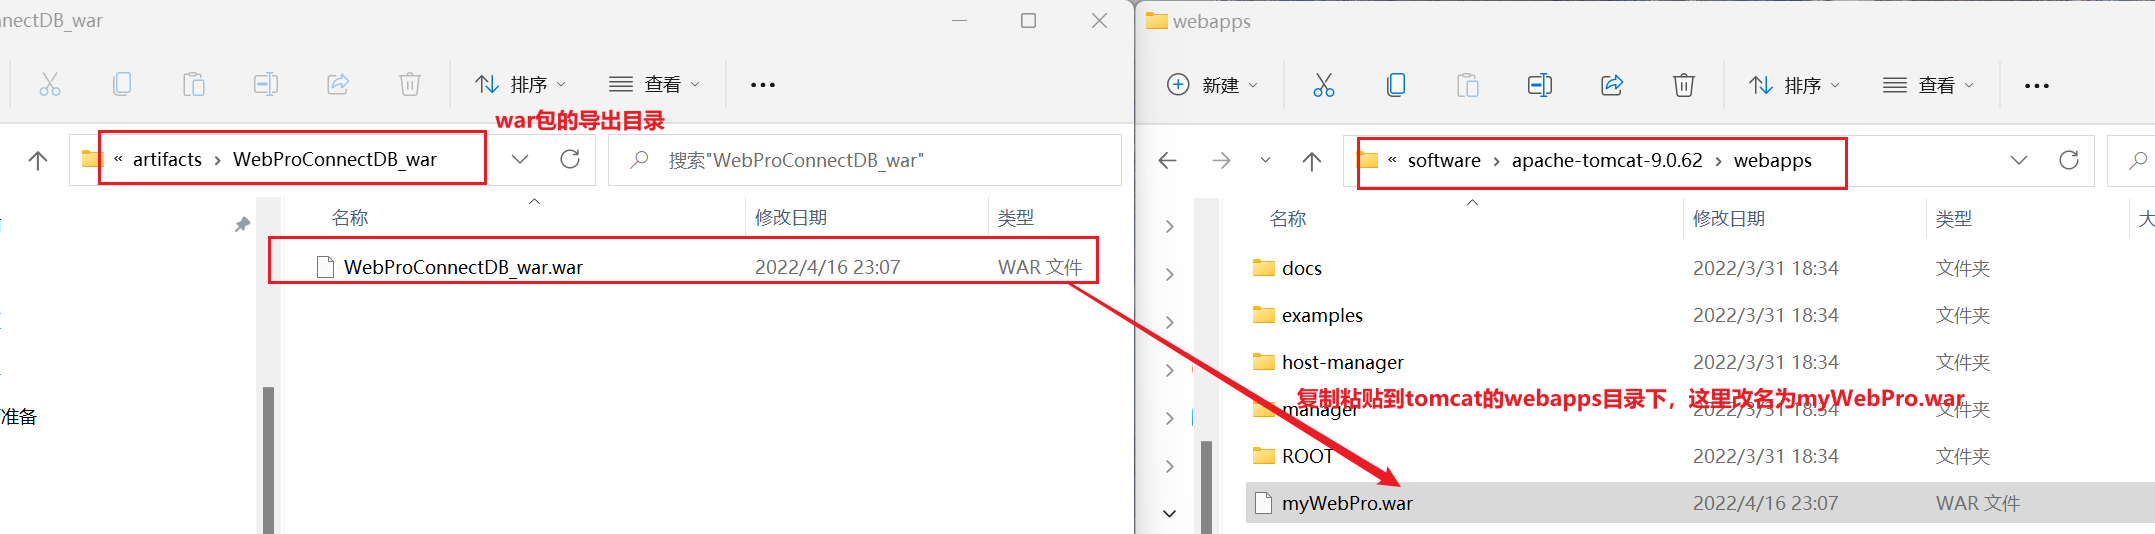 nnectDB_war
排序
查看
war包的导出目录
« artifacts › WebProConnectDB_war
搜索"WebProConnectDB_war"
名称
修改日期
类型
WebProConnectDB_war.war
2022/4/16 23:07
WAR 文件
准备
webapps
新建
排序
查看
« software › apache-tomcat-9.0.62 › webapps
名称
修改日期
类型
大
docs 2022/3/31 18:34 文件夹
examples 2022/3/31 18:34 文件夹
host-manager 2022/3/31 18:34 文件夹
复制粘贴到tomcat的webapps目录下，这里改名为myWebPro.war
manager 2022/3/31 18:34 文件夹
ROOT 2022/3/31 18:34 文件夹
myWebPro.war 2022/4/16 23:07 WAR 文件